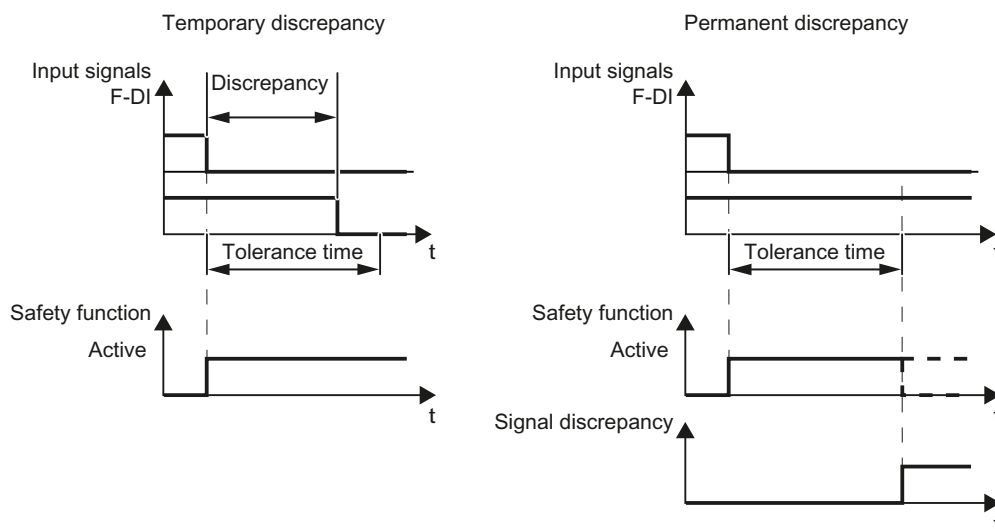 Temporary discrepancy
Input signals
F-DI
Discrepancy
Tolerance time
t
Safety function
Active
t
Permanent discrepancy
Input signals
F-DI
Tolerance time
t
Safety function
Active
t
Signal discrepancy
t